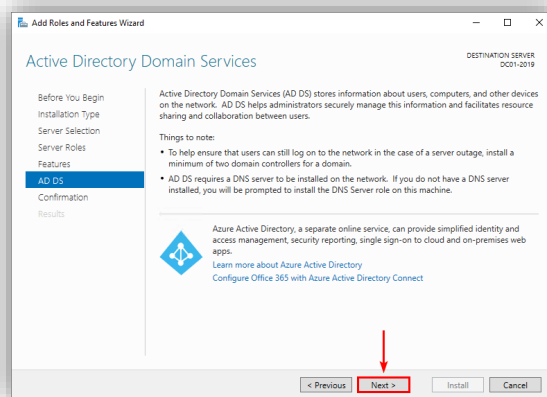 Add Roles and Features Wizard
Active Directory Domain Services
DESTINATION SERVER
DC01-2019
Before You Begin
Installation Type
Server Selection
Server Roles
Features
AD DS
Confirmation
Results
Active Directory Domain Services (AD DS) stores information about users, computers, and other devices
on the network. AD DS helps administrators securely manage this information and facilitates resource
sharing and collaboration between users.
Things to note:
• To help ensure that users can still log on to the network in the case of a server outage, install a
minimum of two domain controllers for a domain.
• AD DS requires a DNS server to be installed on the network. If you do not have a DNS server
installed, you will be prompted to install the DNS Server role on this machine.
Azure Active Directory, a separate online service, can provide simplified identity and
access management, security reporting, single sign-on to cloud and on-premises web
apps.
Learn more about Azure Active Directory
Configure Office 365 with Azure Active Directory Connect
< Previous
Next >
Install
Cancel